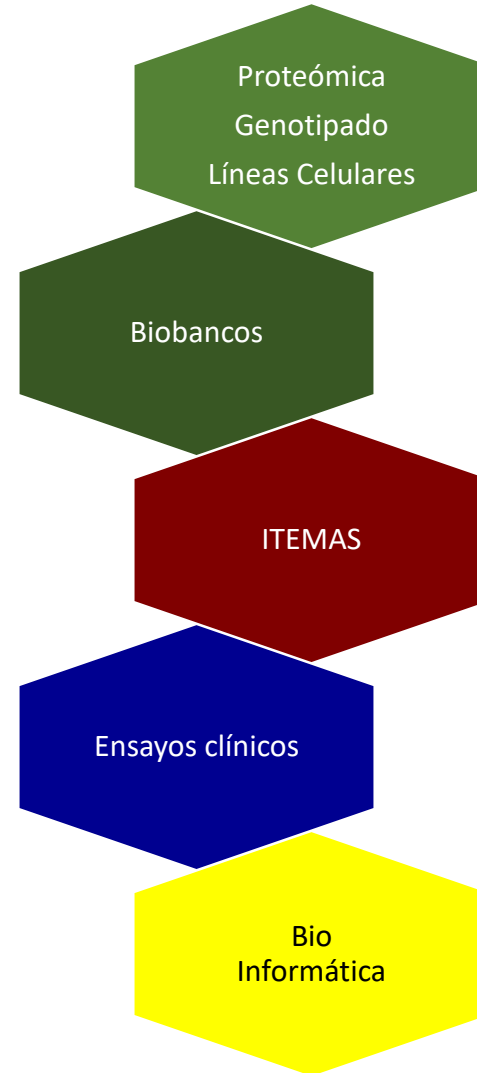 Proteómica
Genotipado
Líneas Celulares
Biobancos
ITEMAS
Ensayos clínicos
Bio
Informática